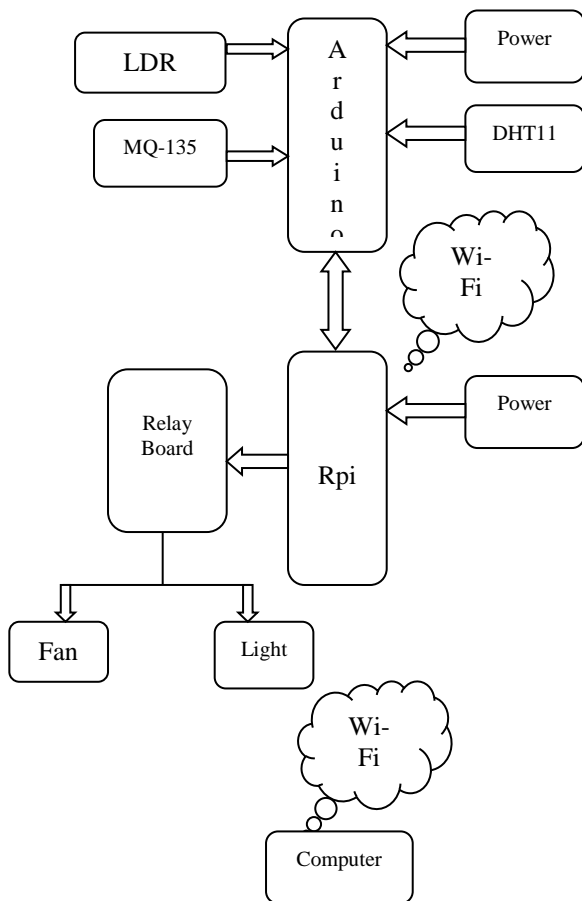 LDR
A
r
d
u
i
n
o
Power
MQ-135
DHT11
Wi-
Fi
Relay
Board
Rpi
Power
Fan
Light
Wi-
Fi
Computer